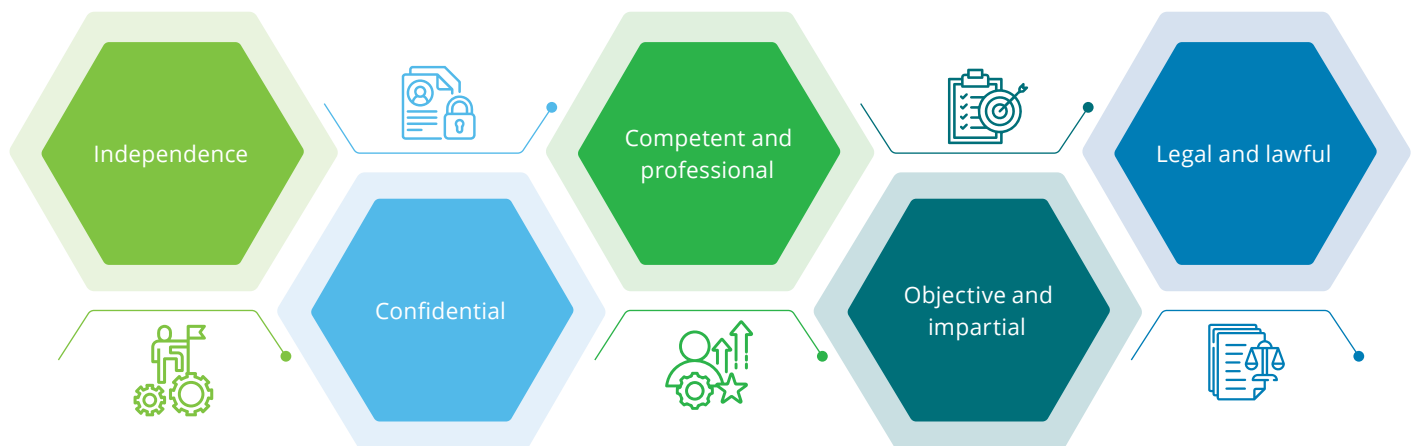 Independence
Confidential
Competent and
professional
Objective and
impartial
Legal and lawful